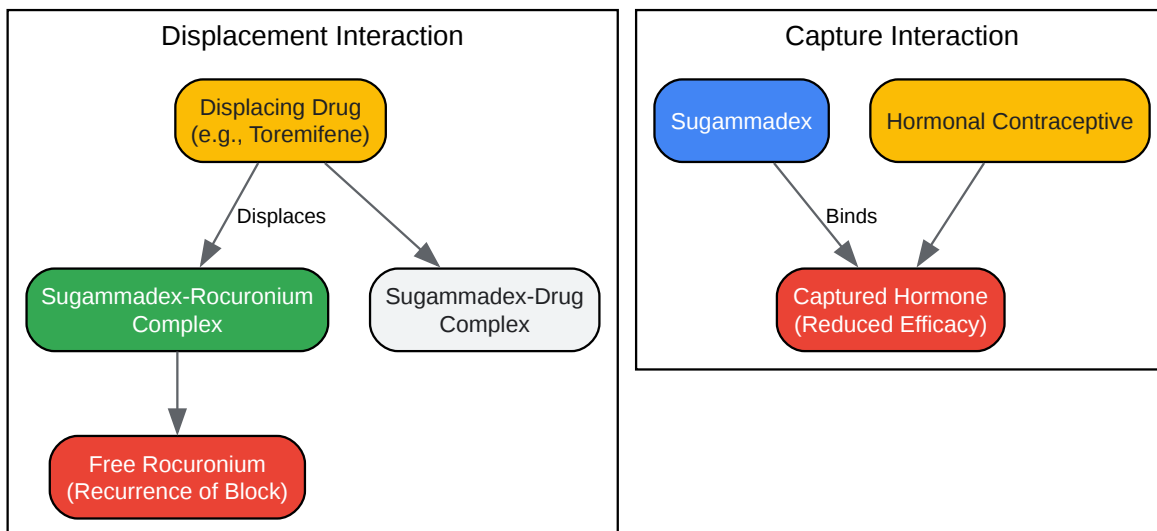 Displacement Interaction
Displacing Drug
(e.g., Toremifene)
Displaces
Sugammadex-Rocuronium
Complex
Sugammadex-Drug
Complex
Free Rocuronium
(Recurrence of Block)
Capture Interaction
Sugammadex
Hormonal Contraceptive
Binds
Captured Hormone
(Reduced Efficacy)